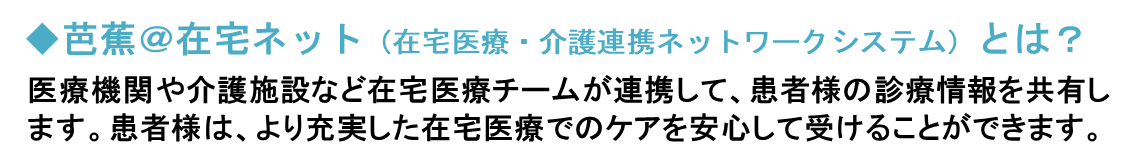 ◆芭蕉＠在宅ネット（在宅医療・介護連携ネットワークシステム）とは？
医療機関や介護施設など在宅医療チームが連携して、患者様の診療情報を共有し
ます。患者様は、より充実した在宅医療でのケアを安心して受けることができます。